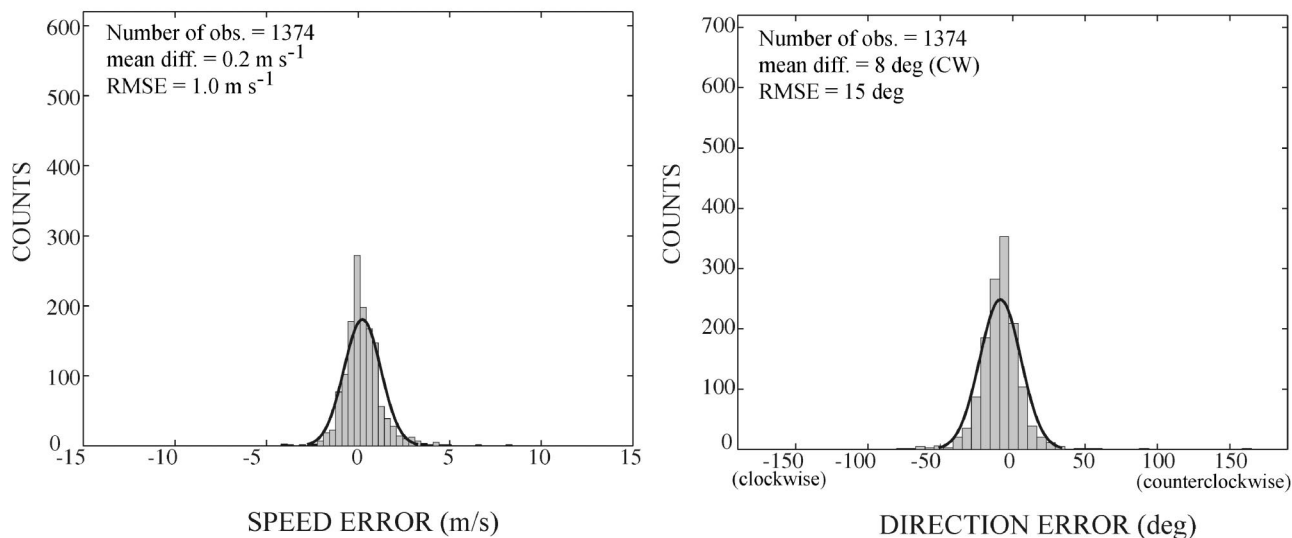 600
500
400
300
200
100
0
COUNTS
Number of obs. = 1374
mean diff. = 0.2 m s⁻¹
RMSE = 1.0 m s⁻¹
-15 -10 -5 0 5 10 15
SPEED ERROR (m/s)
700
600
500
400
300
200
100
0
COUNTS
Number of obs. = 1374
mean diff. = 8 deg (CW)
RMSE = 15 deg
-150 -100 -50 0 50 100 150
(clockwise) (counterclockwise)
DIRECTION ERROR (deg)